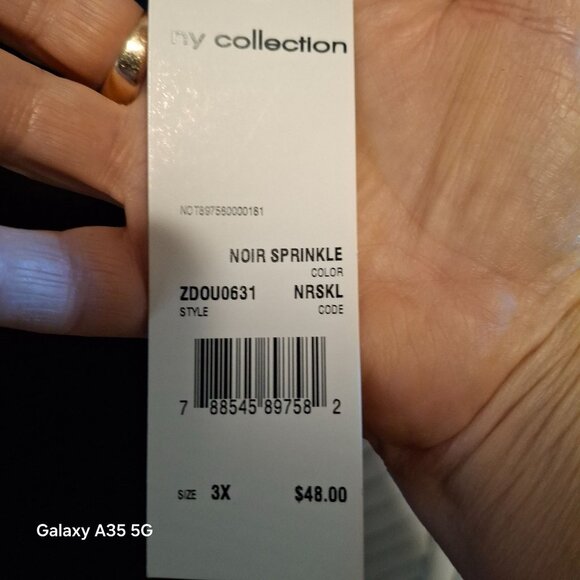 ny collection
NOT897560000181
NOIR SPRINKLE
COLOR
ZDOU0631 NRSKL
STYLE CODE
7 88545 89758 2
SIZE 3X $48.00
Galaxy A35 5G